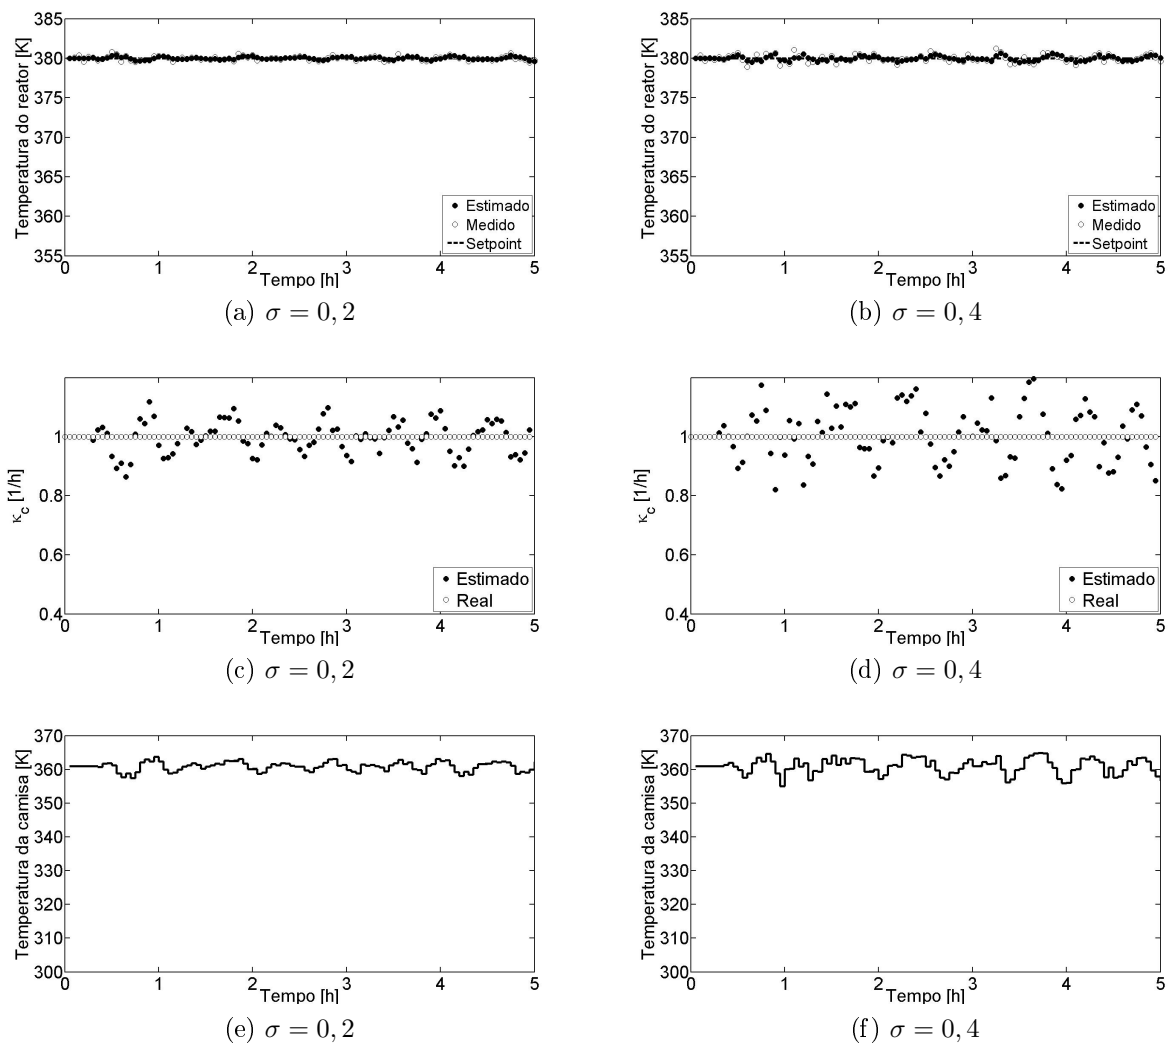 385
380
375
370
365
360
355
Temperatura do reator [K]
Estimado
Medido
Setpoint
0 1 2 3 4 5
Tempo [h]
(a) σ = 0, 2
385
380
375
370
365
360
355
Temperatura do reator [K]
Estimado
Medido
Setpoint
0 1 2 3 4 5
Tempo [h]
(b) σ = 0, 4
1
0.8
0.6
0.4
κc [1/h]
Estimado
Real
0 1 2 3 4 5
Tempo [h]
(c) σ = 0, 2
1
0.8
0.6
0.4
κc [1/h]
Estimado
Real
0 1 2 3 4 5
Tempo [h]
(d) σ = 0, 4
370
360
350
340
330
320
310
300
Temperatura da camisa [K]
0 1 2 3 4 5
Tempo [h]
(e) σ = 0, 2
370
360
350
340
330
320
310
300
Temperatura da camisa [K]
0 1 2 3 4 5
Tempo [h]
(f) σ = 0, 4